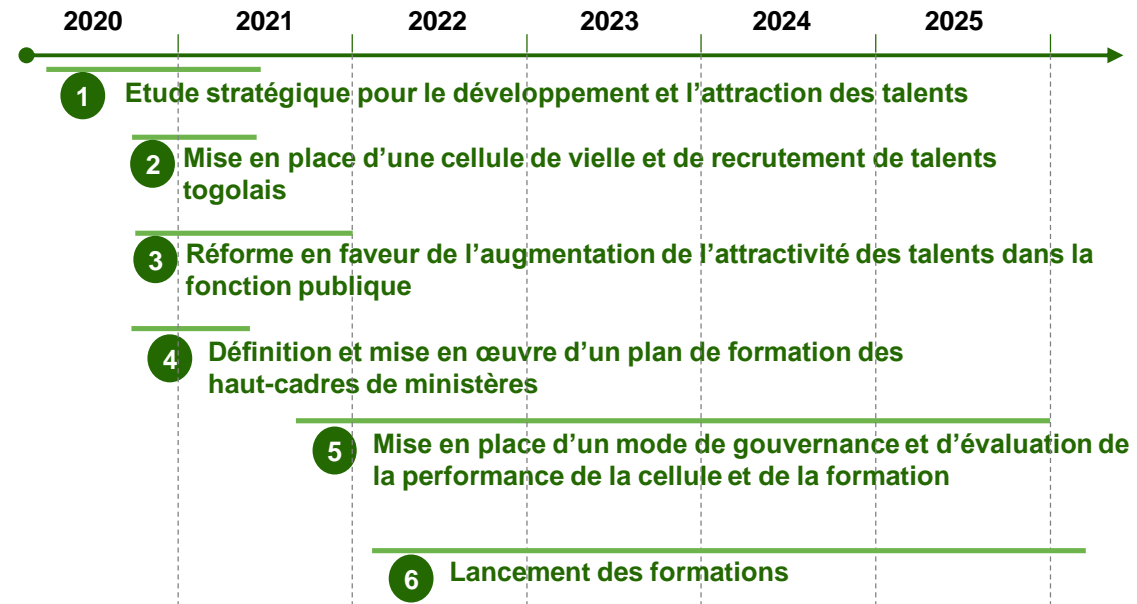 2020 2021 2022 2023 2024 2025
1 Etude stratégique pour le développement et l'attraction des talents
2 Mise en place d'une cellule de vielle et de recrutement de talents
togolais
3 Réforme en faveur de l'augmentation de l'attractivité des talents dans la
fonction publique
4 Définition et mise en œuvre d'un plan de formation des
haut-cadres de ministères
5 Mise en place d'un mode de gouvernance et d'évaluation de
la performance de la cellule et de la formation
6 Lancement des formations